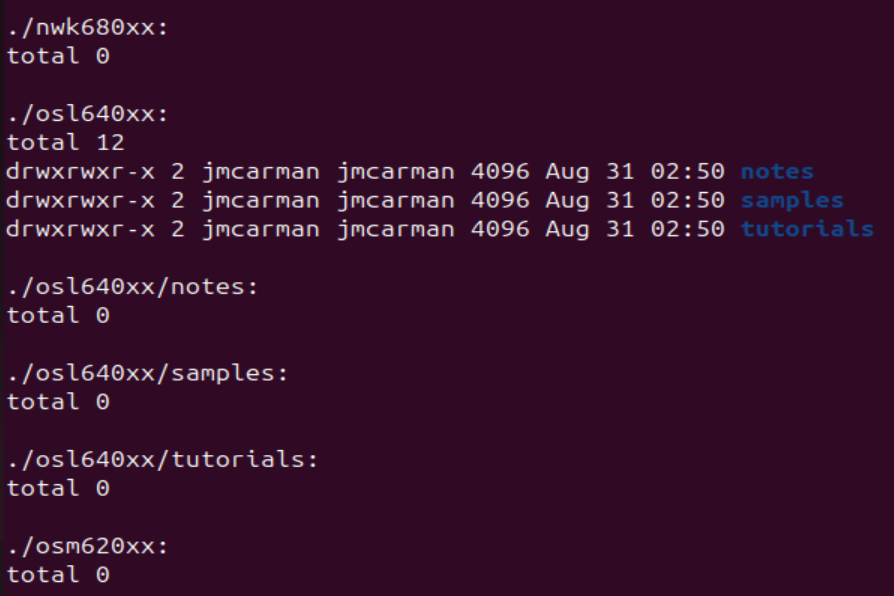 ./nwk680xx:
total 0
./osl640xx:
total 12
drwxrwxr-x 2 jmcarman jmcarman 4096 Aug 31 02:50 notes
drwxrwxr-x 2 jmcarman jmcarman 4096 Aug 31 02:50 samples
drwxrwxr-x 2 jmcarman jmcarman 4096 Aug 31 02:50 tutorials
./osl640xx/notes:
total 0
./osl640xx/samples:
total 0
./osl640xx/tutorials:
total 0
./osm620xx:
total 0